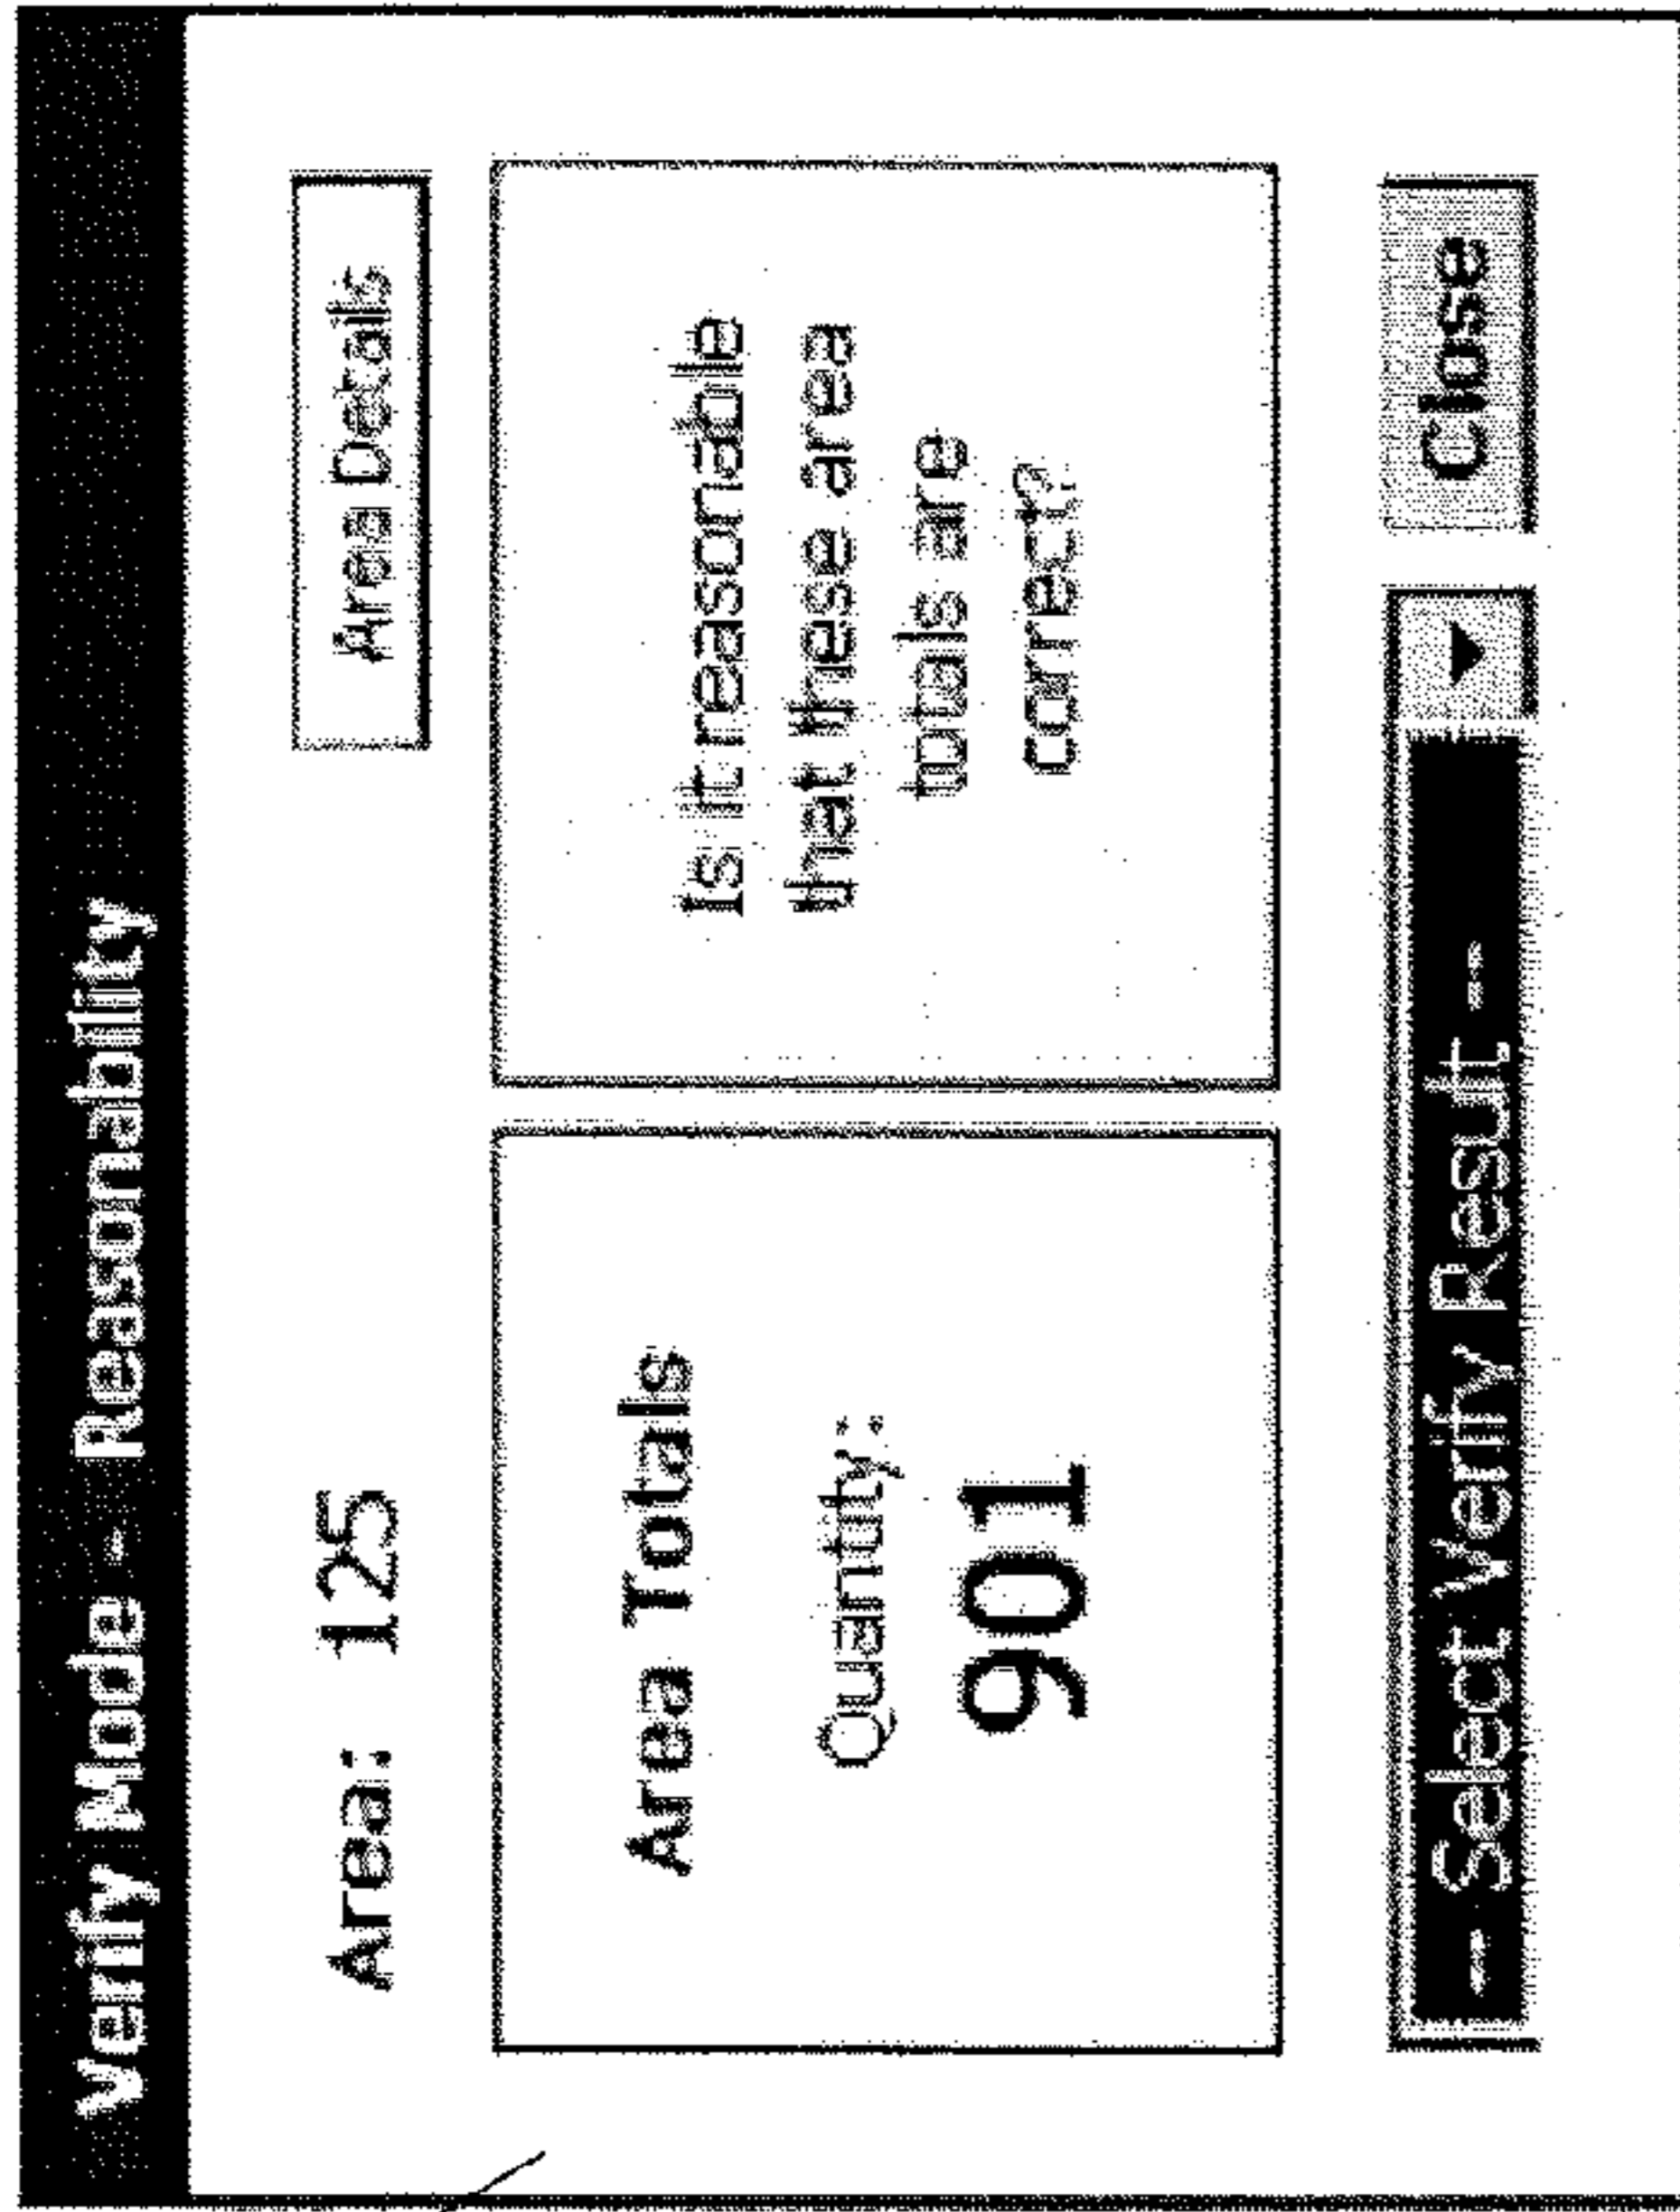 Verify Mode - Reasonability
Area: 125
Area Details
Area Totals
Quantity:
901
Is it reasonable
that these area
totals are
correct?
-- Select Verify Result --
Close